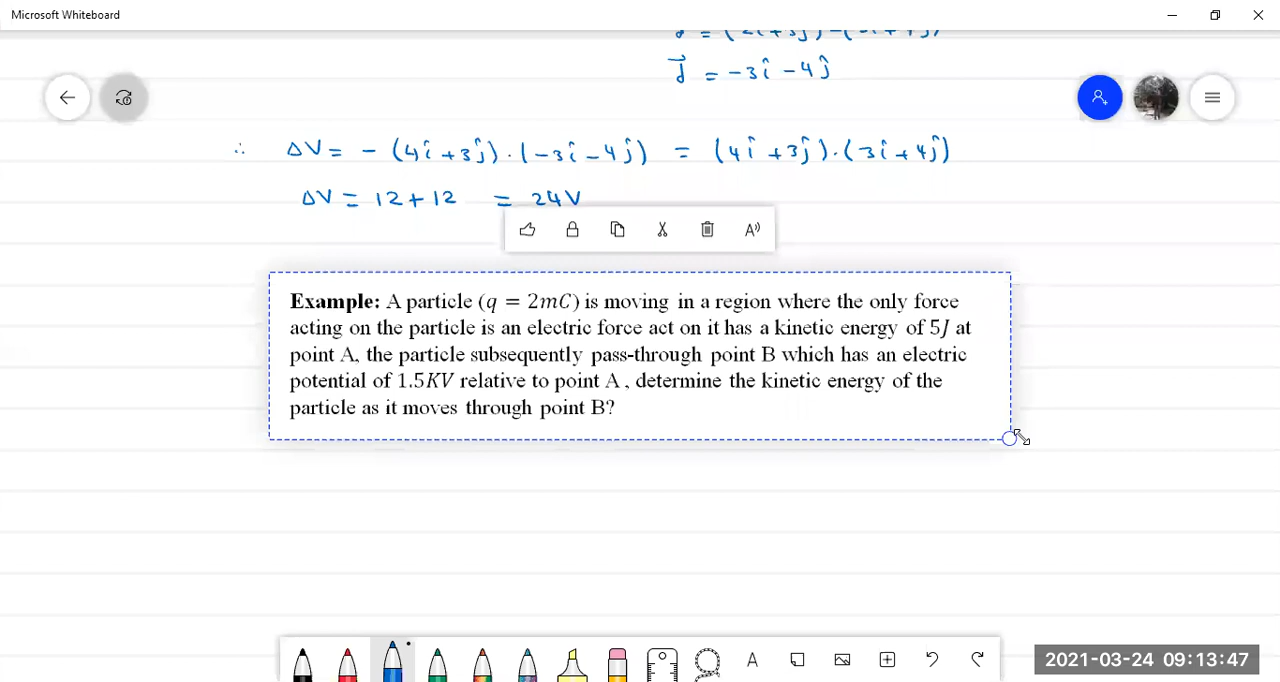 Microsoft Whiteboard
J⃗ = -3î - 4ĵ
∴ ΔV = - (4î + 3ĵ) . (-3î - 4ĵ) = (4î + 3ĵ) . (3î + 4ĵ)
ΔV = 12 + 12 = 24V
Example: A particle (q = 2mC) is moving in a region where the only force
acting on the particle is an electric force act on it has a kinetic energy of 5J at
point A, the particle subsequently pass-through point B which has an electric
potential of 1.5KV relative to point A , determine the kinetic energy of the
particle as it moves through point B?
2021-03-24 09:13:47